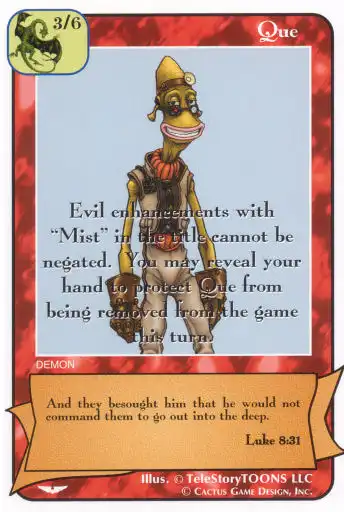 3/6
Que
Evil enhancements with
"Mist" in the title cannot be
negated. You may reveal your
hand to protect Que from
being removed from the game
this turn.
DEMON
And they besought him that he would not
command them to go out into the deep.
Luke 8:31
Illus. © TeleStoryTOONS LLC
© Cactus Game Design, Inc.